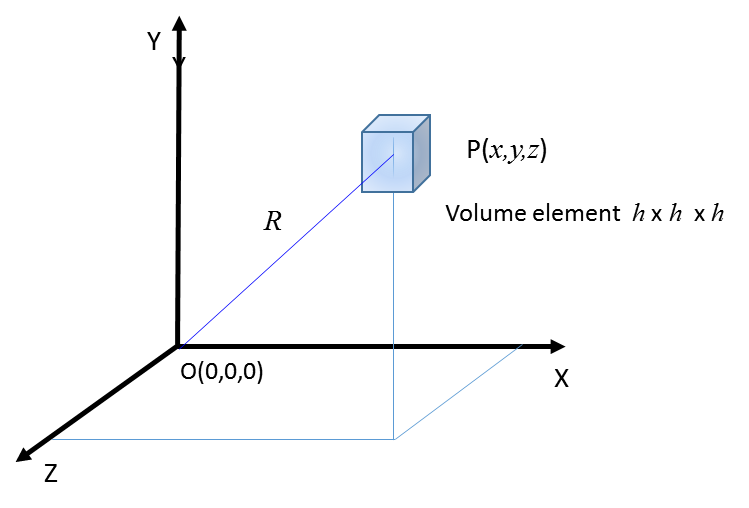 Y
Y
P(x,y,z)
Volume element h x h x h
R
O(0,0,0)
X
Z